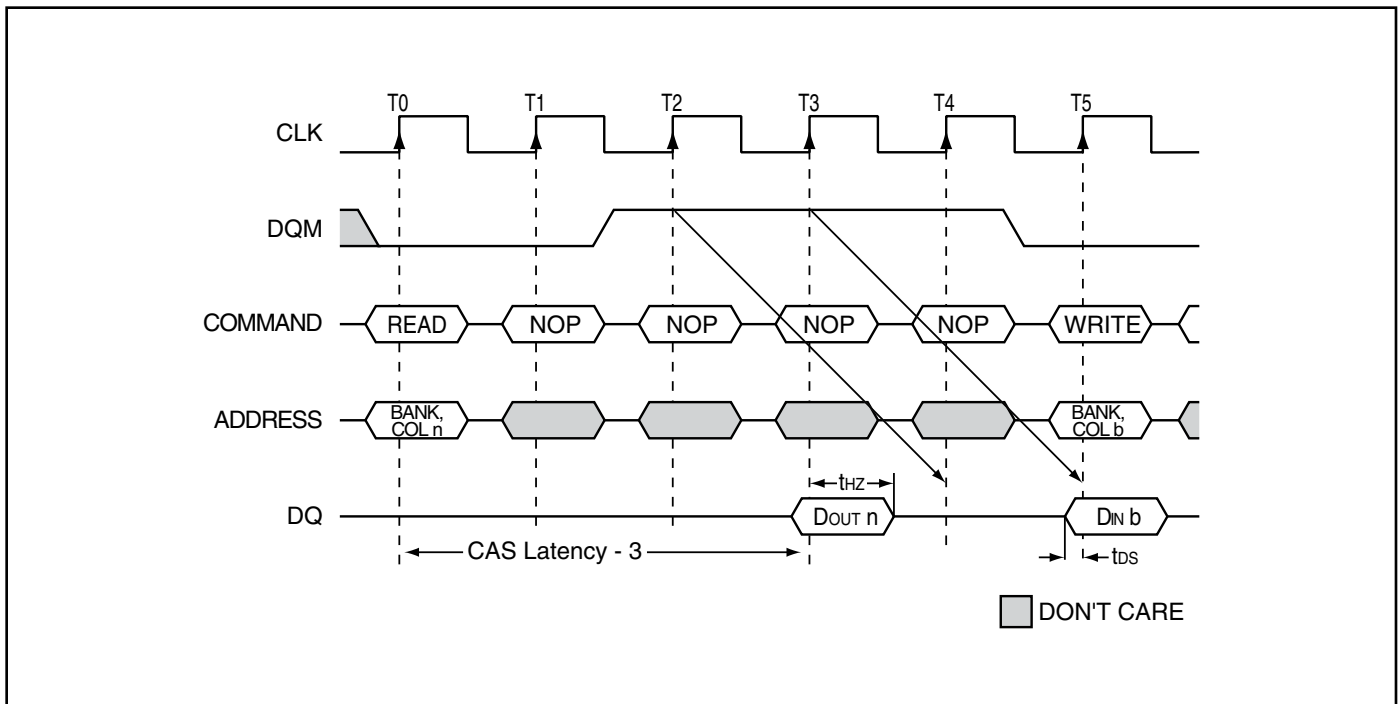 T0 T1 T2 T3 T4 T5
CLK
DQM
COMMAND READ NOP NOP NOP NOP WRITE
ADDRESS BANK, COL n BANK, COL b
tHZ
DQ DOUT n DIN b
CAS Latency - 3 tDS
DON'T CARE